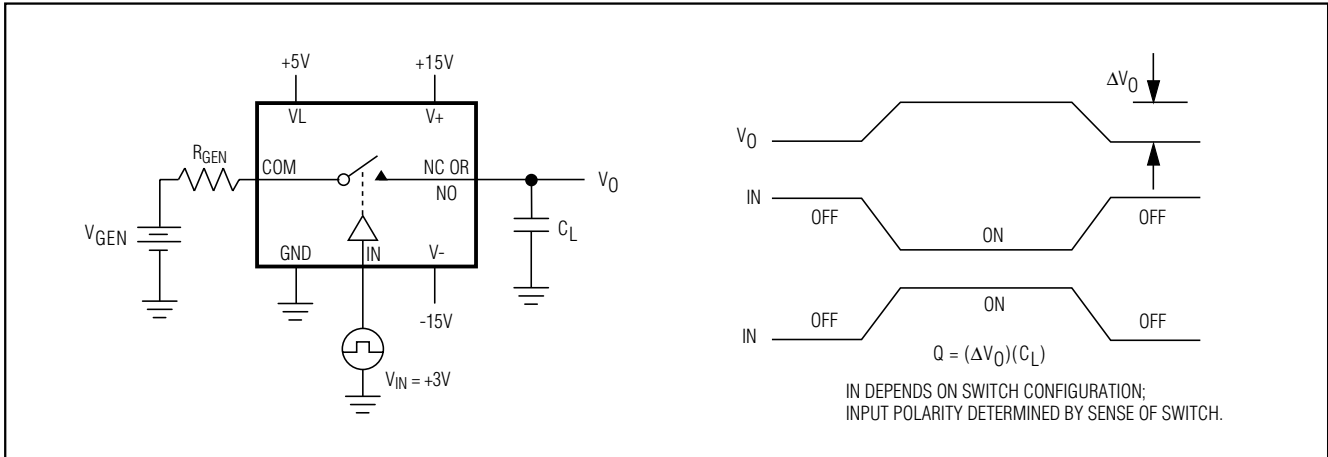 +5V
+15V
VL
V+
RGEN
COM
NC OR
NO
VO
VGEN
CL
GND
IN
V-
-15V
VIN = +3V
ΔVO
VO
IN
OFF
ON
OFF
IN
OFF
ON
OFF
Q = (ΔVO)(CL)
IN DEPENDS ON SWITCH CONFIGURATION;
INPUT POLARITY DETERMINED BY SENSE OF SWITCH.